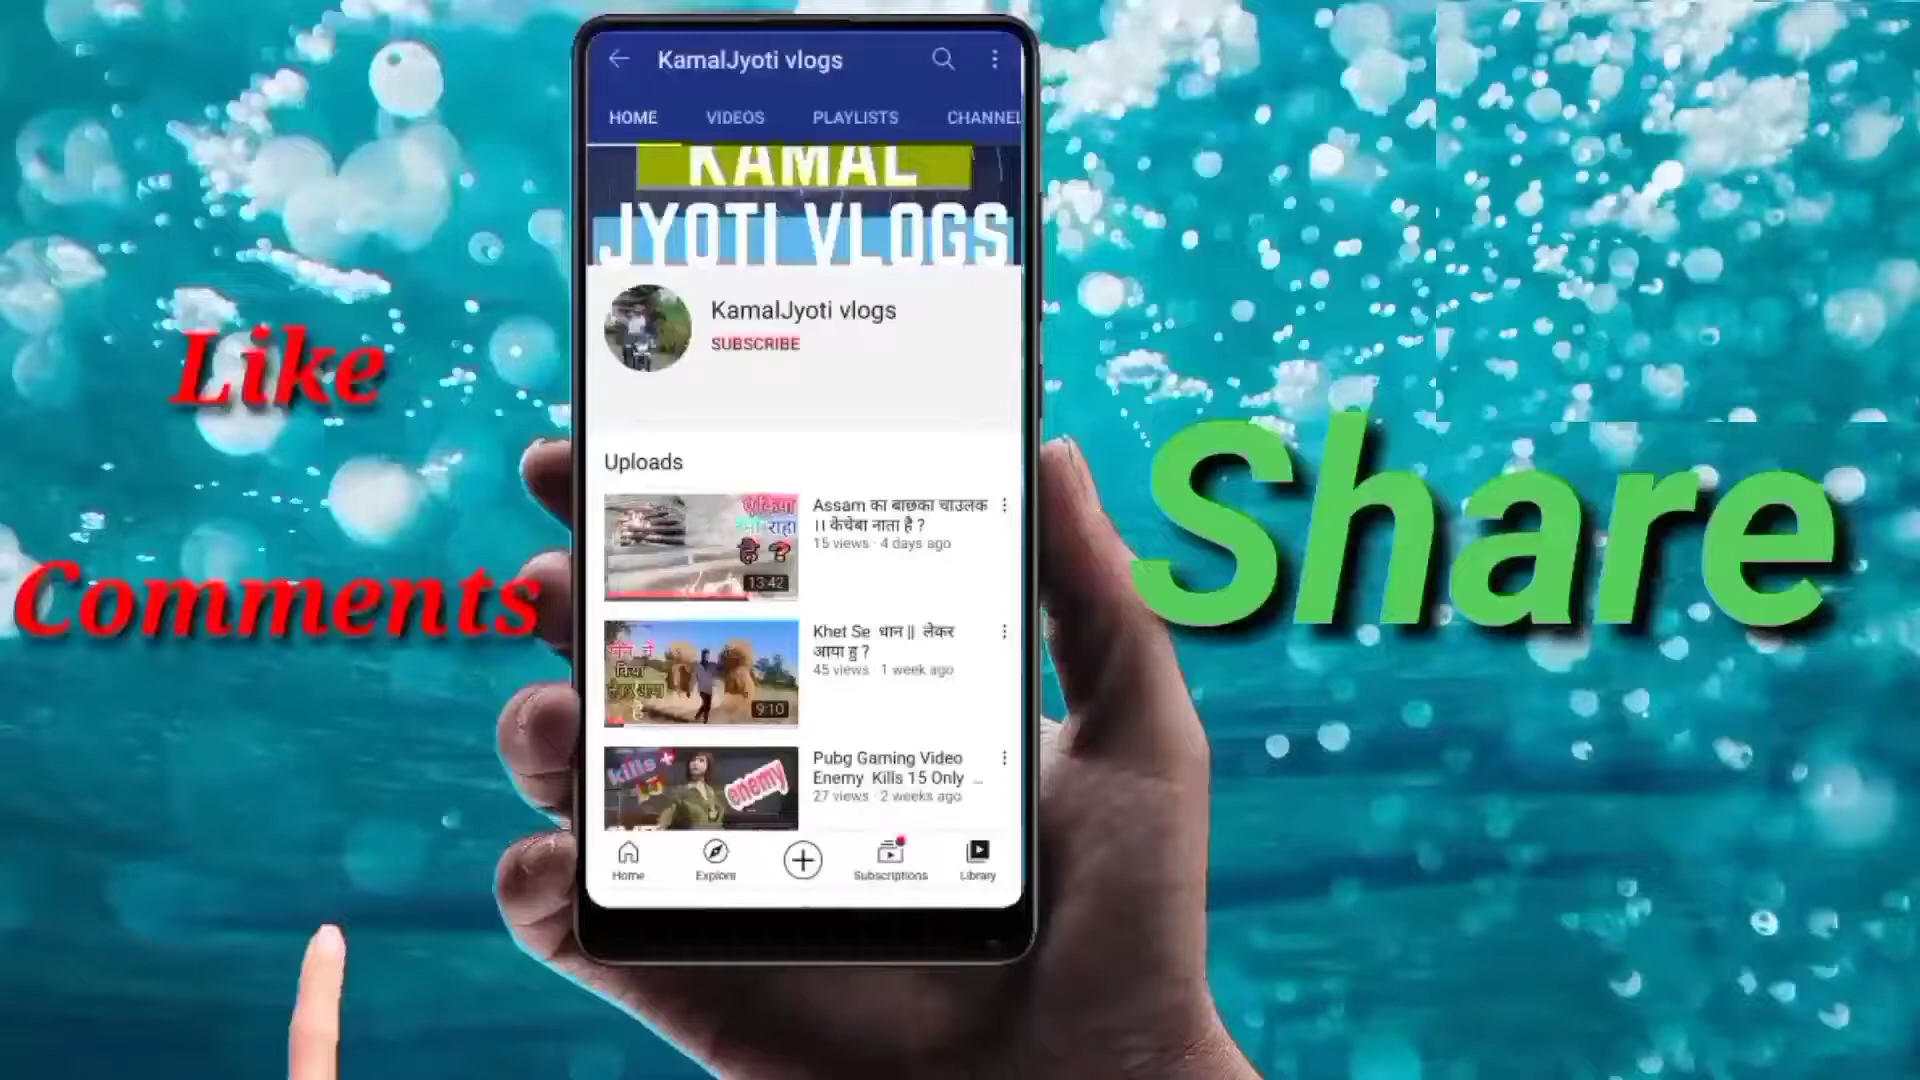 KamalJyoti vlogs
HOME VIDEOS PLAYLISTS CHANNEL
KAMAL
JYOTI VLOGS
KamalJyoti vlogs
SUBSCRIBE
Like
Comments
Share
Uploads
Assam का बाछका चाउलक
।। केचेबा नाता है ?
15 views · 4 days ago
राहा
है ?
13:42
Khet Se धान || लेकर
आया हु ?
45 views · 1 week ago
किया
9:10
Pubg Gaming Video
Enemy Kills 15 Only ...
27 views · 2 weeks ago
kills +
15
enemy
Home Explore Subscriptions Library